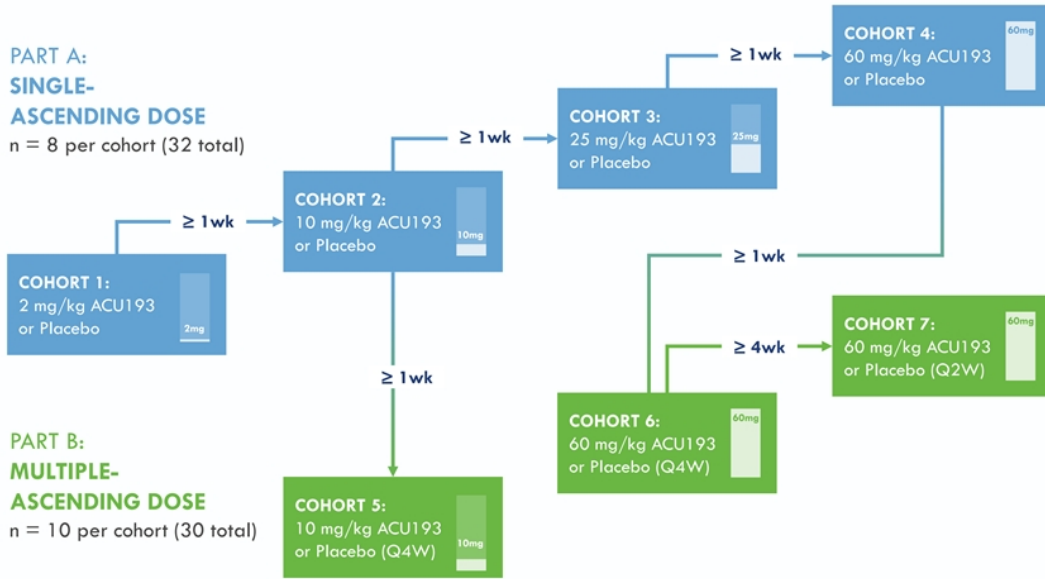 PART A:
SINGLE-
ASCENDING DOSE
n = 8 per cohort (32 total)
COHORT 1:
2 mg/kg ACU193
or Placebo
2mg
≥ 1wk
COHORT 2:
10 mg/kg ACU193
or Placebo
10mg
≥ 1wk
COHORT 3:
25 mg/kg ACU193
or Placebo
25mg
≥ 1wk
COHORT 4:
60 mg/kg ACU193
or Placebo
60mg
≥ 1wk
≥ 1wk
PART B:
MULTIPLE-
ASCENDING DOSE
n = 10 per cohort (30 total)
COHORT 5:
10 mg/kg ACU193
or Placebo (Q4W)
10mg
COHORT 6:
60 mg/kg ACU193
or Placebo (Q4W)
60mg
≥ 4wk
COHORT 7:
60 mg/kg ACU193
or Placebo (Q2W)
60mg